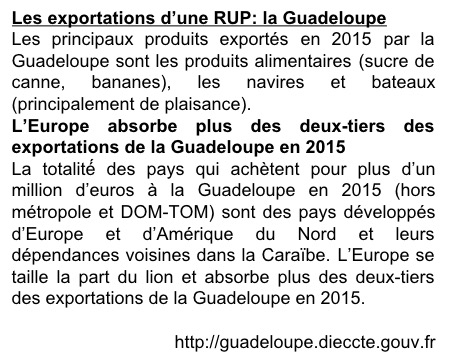 Les exportations d’une RUP: la Guadeloupe
Les principaux produits exportés en 2015 par la
Guadeloupe sont les produits alimentaires (sucre de
canne, bananes), les navires et bateaux
(principalement de plaisance).
L’Europe absorbe plus des deux-tiers des
exportations de la Guadeloupe en 2015
La totalité des pays qui achètent pour plus d’un
million d’euros à la Guadeloupe en 2015 (hors
métropole et DOM-TOM) sont des pays développés
d’Europe et d’Amérique du Nord et leurs
dépendances voisines dans la Caraïbe. L’Europe se
taille la part du lion et absorbe plus des deux-tiers
des exportations de la Guadeloupe en 2015.
http://guadeloupe.dieccte.gouv.fr